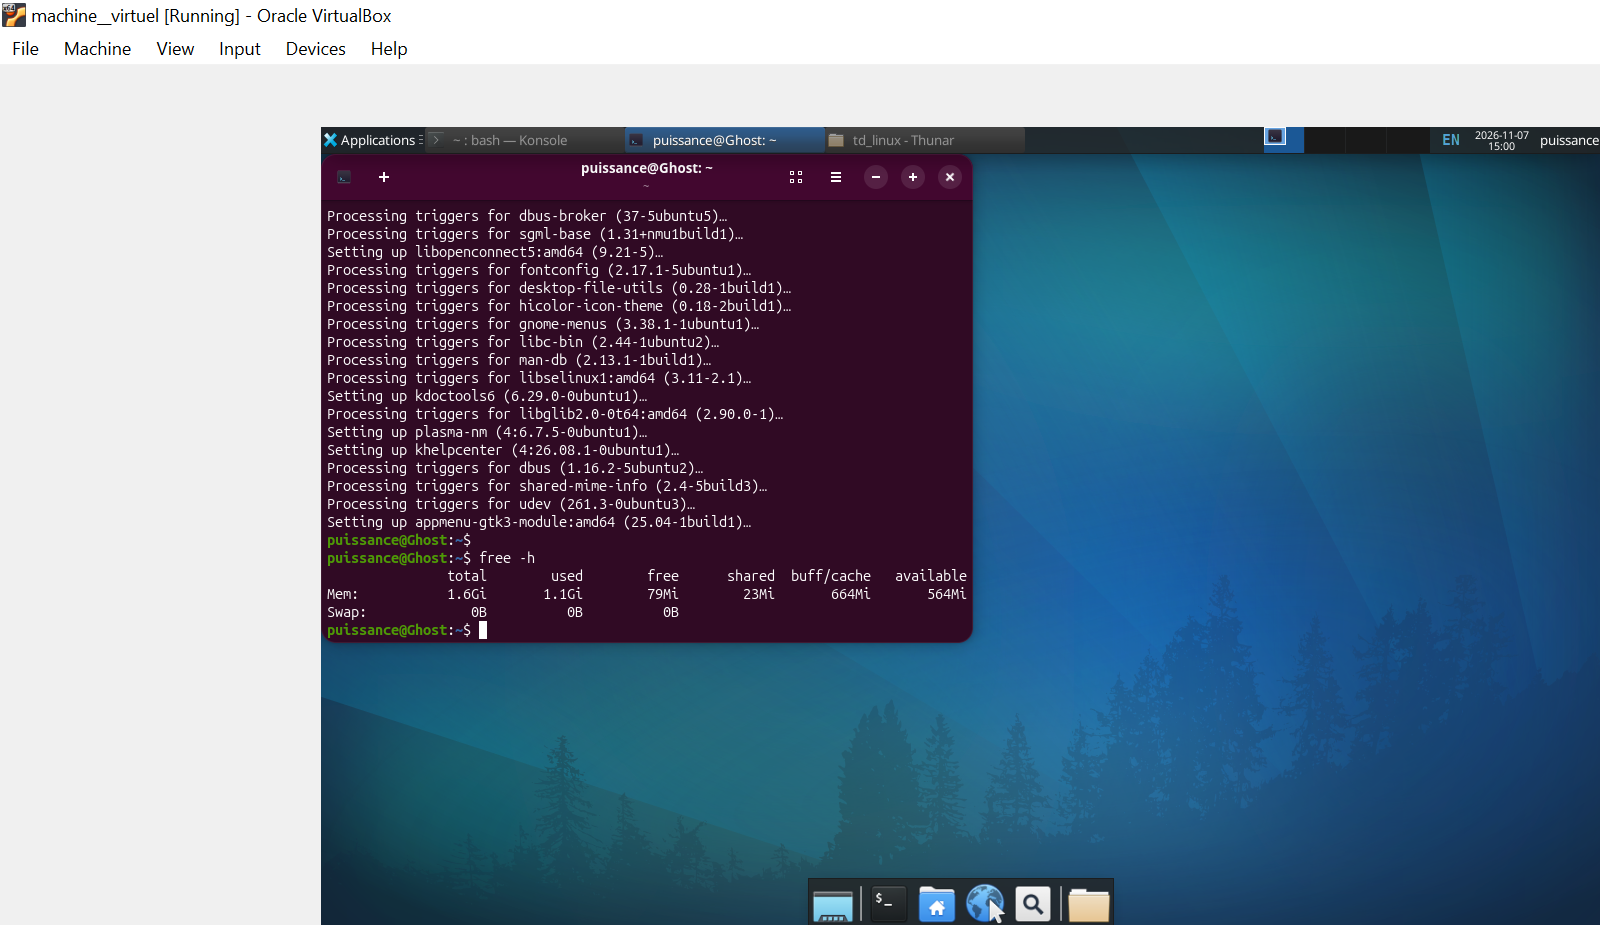 machine__virtuel [Running] - Oracle VirtualBox
File Machine View Input Devices Help
Applications ~ : bash — Konsole puissance@Ghost: ~ td_linux - Thunar EN 2026-11-07 15:00 puissance
puissance@Ghost: ~
~
Processing triggers for dbus-broker (37-5ubuntu5)…
Processing triggers for sgml-base (1.31+nmu1build1)…
Setting up libopenconnect5:amd64 (9.21-5)…
Processing triggers for fontconfig (2.17.1-5ubuntu1)…
Processing triggers for desktop-file-utils (0.28-1build1)…
Processing triggers for hicolor-icon-theme (0.18-2build1)…
Processing triggers for gnome-menus (3.38.1-1ubuntu1)…
Processing triggers for libc-bin (2.44-1ubuntu2)…
Processing triggers for man-db (2.13.1-1build1)…
Processing triggers for libselinux1:amd64 (3.11-2.1)…
Setting up kdoctools6 (6.29.0-0ubuntu1)…
Processing triggers for libglib2.0-0t64:amd64 (2.90.0-1)…
Setting up plasma-nm (4:6.7.5-0ubuntu1)…
Setting up khelpcenter (4:26.08.1-0ubuntu1)…
Processing triggers for dbus (1.16.2-5ubuntu2)…
Processing triggers for shared-mime-info (2.4-5build3)…
Processing triggers for udev (261.3-0ubuntu3)…
Setting up appmenu-gtk3-module:amd64 (25.04-1build1)…
puissance@Ghost:~$
puissance@Ghost:~$ free -h
total used free shared buff/cache available
Mem: 1.6Gi 1.1Gi 79Mi 23Mi 664Mi 564Mi
Swap: 0B 0B 0B
puissance@Ghost:~$